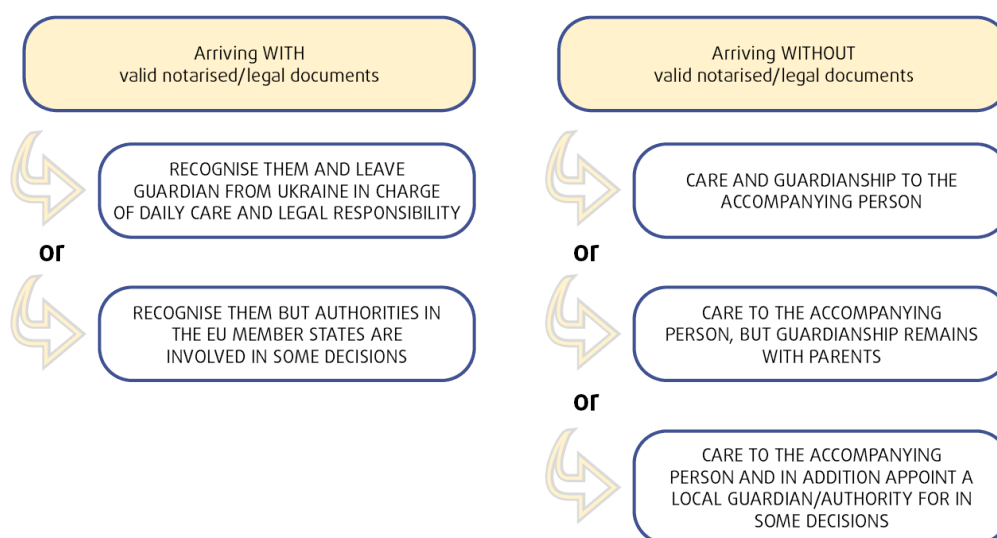 Arriving WITH
valid notarised/legal documents
RECOGNISE THEM AND LEAVE
GUARDIAN FROM UKRAINE IN CHARGE
OF DAILY CARE AND LEGAL RESPONSIBILITY
or
RECOGNISE THEM BUT AUTHORITIES IN
THE EU MEMBER STATES ARE
INVOLVED IN SOME DECISIONS
Arriving WITHOUT
valid notarised/legal documents
CARE AND GUARDIANSHIP TO THE
ACCOMPANYING PERSON
or
CARE TO THE ACCOMPANYING
PERSON, BUT GUARDIANSHIP REMAINS
WITH PARENTS
or
CARE TO THE ACCOMPANYING
PERSON AND IN ADDITION APPOINT A
LOCAL GUARDIAN/AUTHORITY FOR IN
SOME DECISIONS